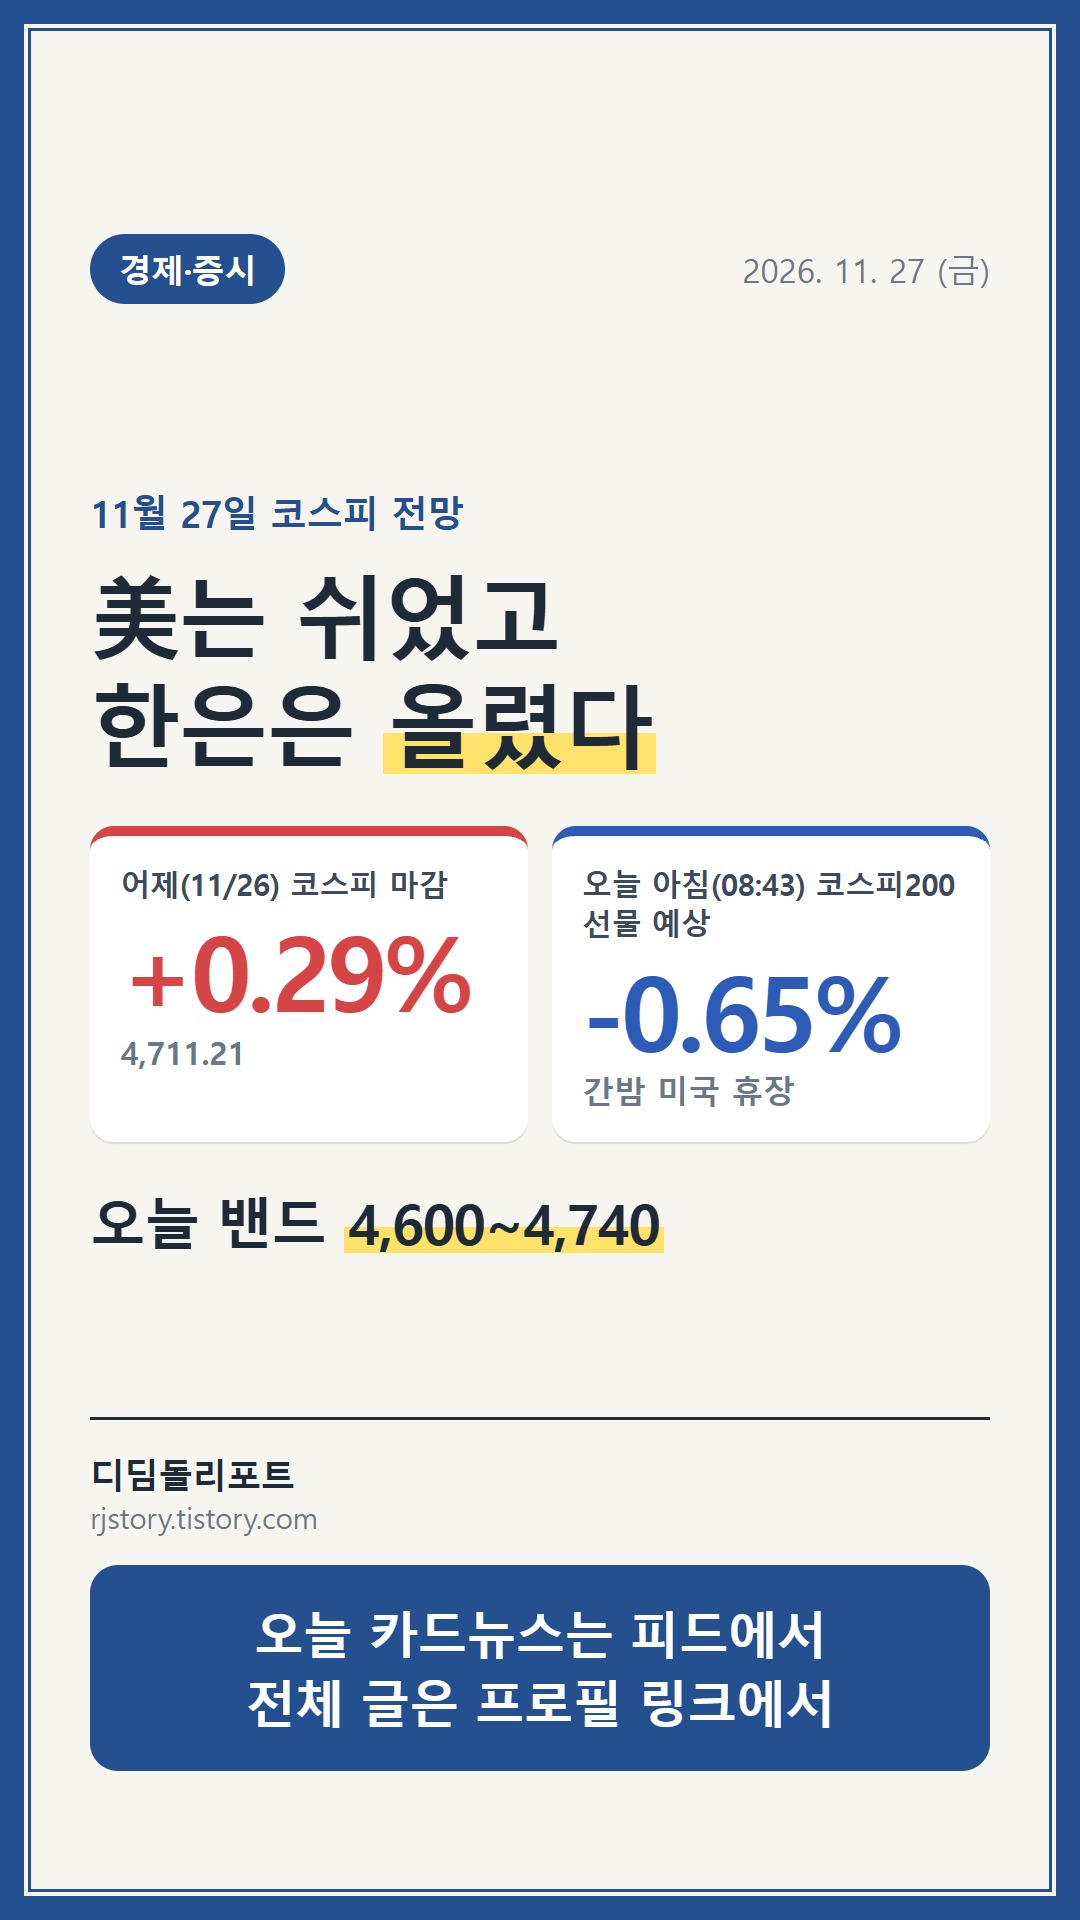 경제·증시
2026. 11. 27 (금)
11월 27일 코스피 전망
美는 쉬었고
한은은 올렸다
어제(11/26) 코스피 마감
+0.29%
4,711.21
오늘 아침(08:43) 코스피200
선물 예상
-0.65%
간밤 미국 휴장
오늘 밴드 4,600~4,740
디딤돌리포트
rjstory.tistory.com
오늘 카드뉴스는 피드에서
전체 글은 프로필 링크에서